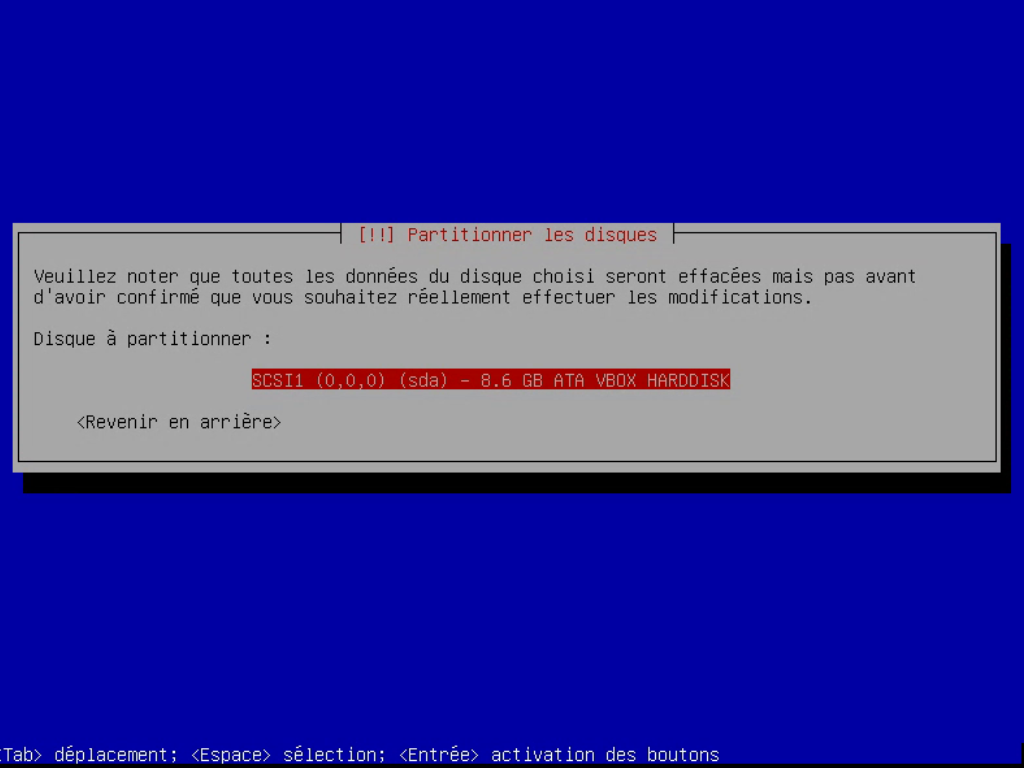 [!!] Partitionner les disques
Veuillez noter que toutes les données du disque choisi seront effacées mais pas avant
d'avoir confirmé que vous souhaitez réellement effectuer les modifications.
Disque à partitionner :
SCSI1 (0,0,0) (sda) - 8.6 GB ATA VBOX HARDDISK
<Revenir en arrière>
<Tab> déplacement; <Espace> sélection; <Entrée> activation des boutons